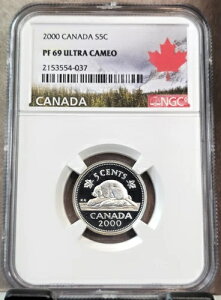 2000 CANADA S5C
PF 69 ULTRA CAMEO
2153554-037
CANADA
NGC
5 CENTS
CANADA
2000